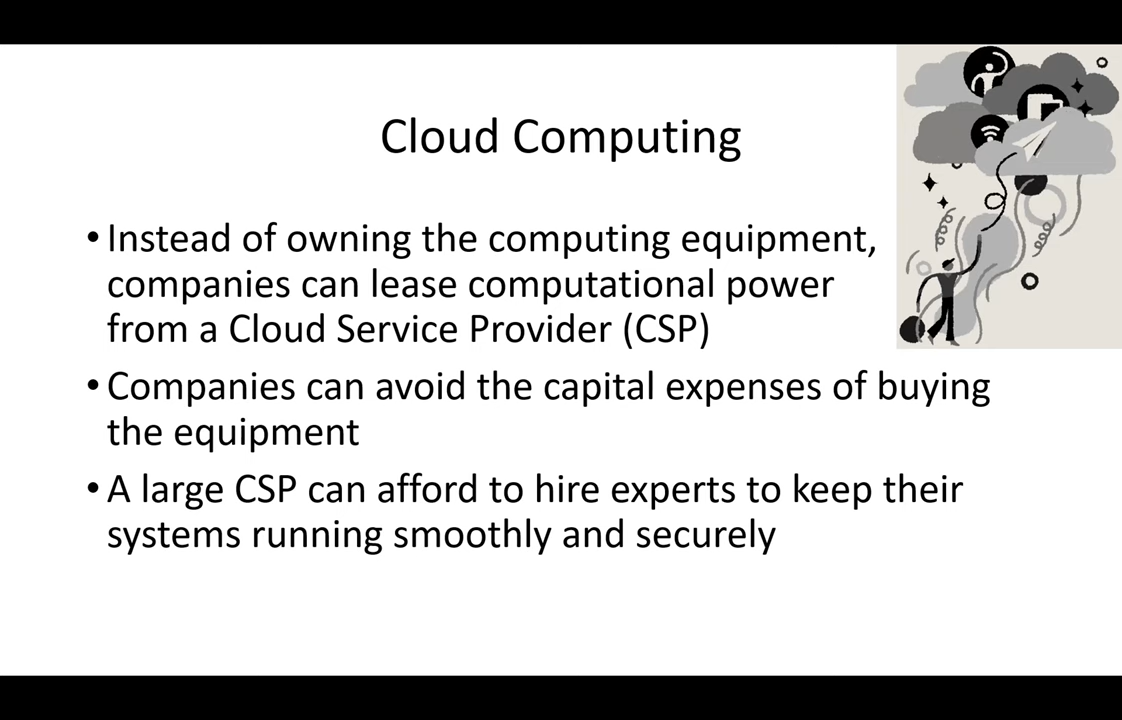 Cloud Computing
• Instead of owning the computing equipment,
companies can lease computational power
from a Cloud Service Provider (CSP)
• Companies can avoid the capital expenses of buying
the equipment
• A large CSP can afford to hire experts to keep their
systems running smoothly and securely